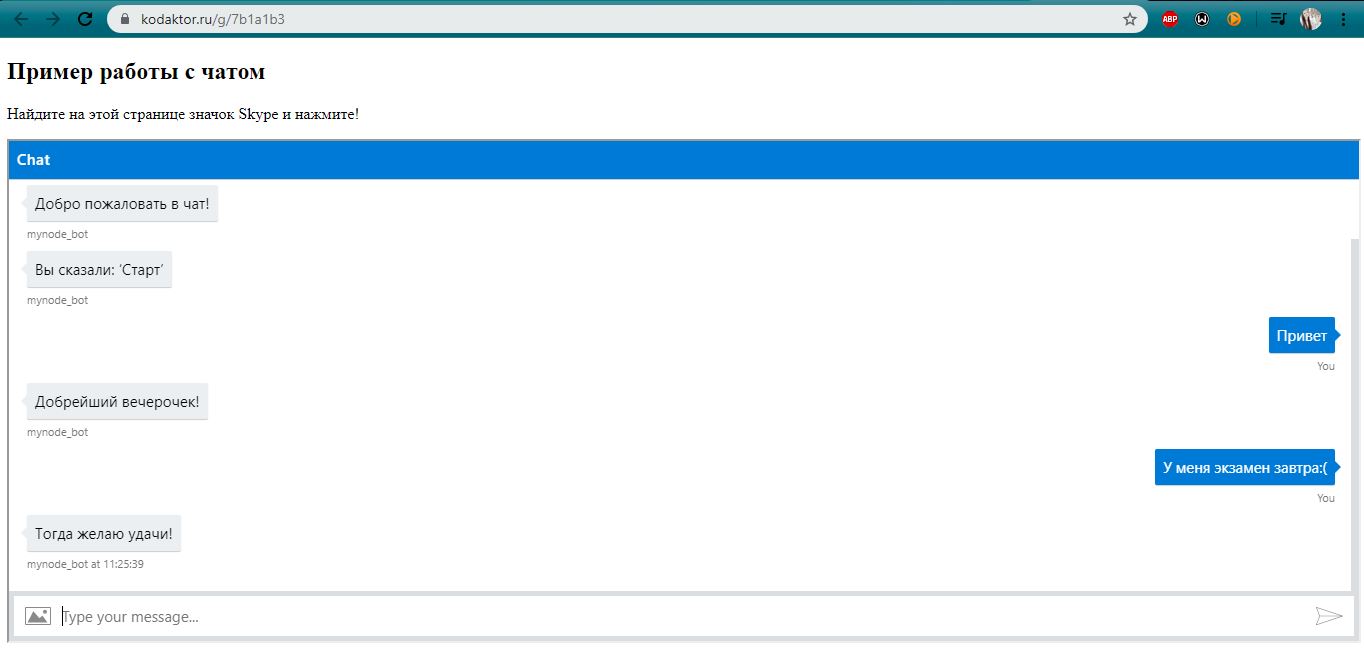 kodaktor.ru/g/7b1a1b3
ABP
W
Пример работы с чатом
Найдите на этой странице значок Skype и нажмите!
Chat
Добро пожаловать в чат!
mynode_bot
Вы сказали: 'Старт'
mynode_bot
Привет
You
Добрейший вечерочек!
mynode_bot
У меня экзамен завтра:(
You
Тогда желаю удачи!
mynode_bot at 11:25:39
Type your message...